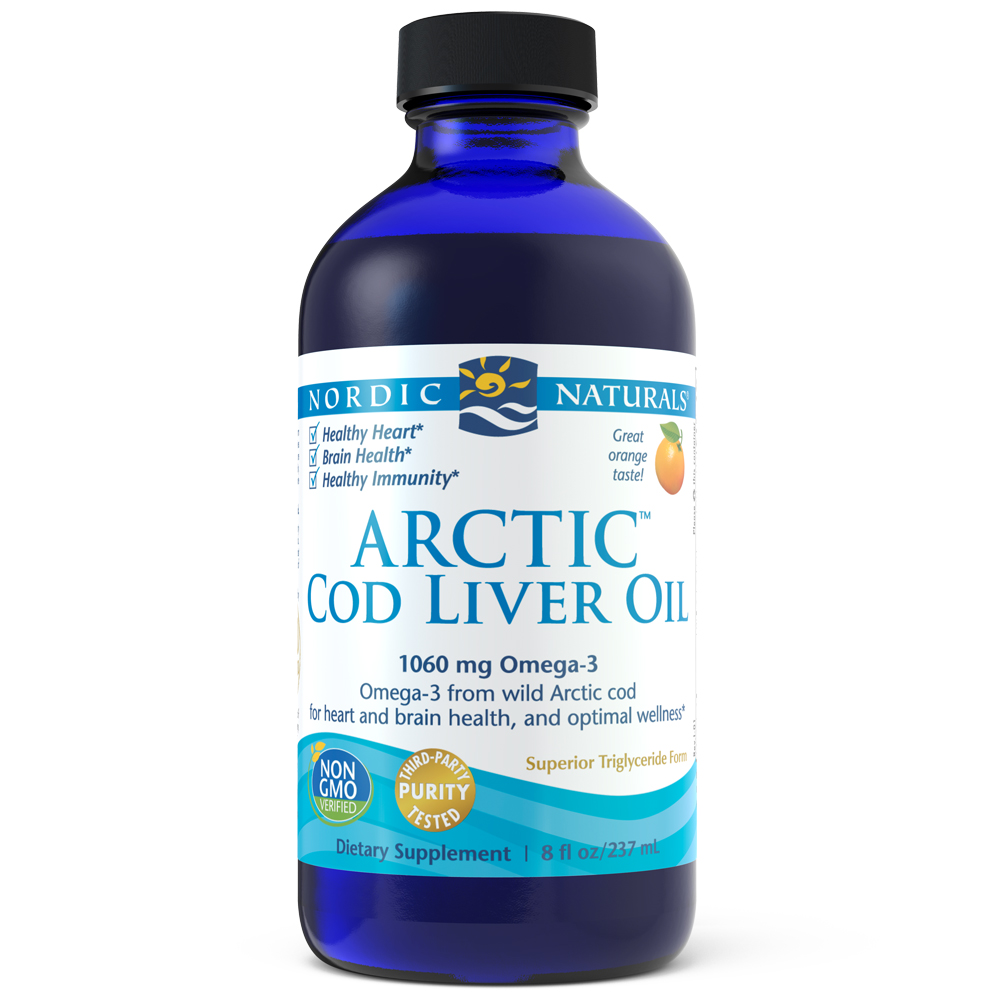 NORDIC NATURALS®
Healthy Heart*
Brain Health*
Healthy Immunity*
Great
orange
taste!
ARCTIC™
COD LIVER OIL
1060 mg Omega-3
Omega-3 from wild Arctic cod
for heart and brain health, and optimal wellness*
Superior Triglyceride Form
NON
GMO
VERIFIED
THIRD-PARTY
PURITY
TESTED
Dietary Supplement | 8 fl oz/237 mL